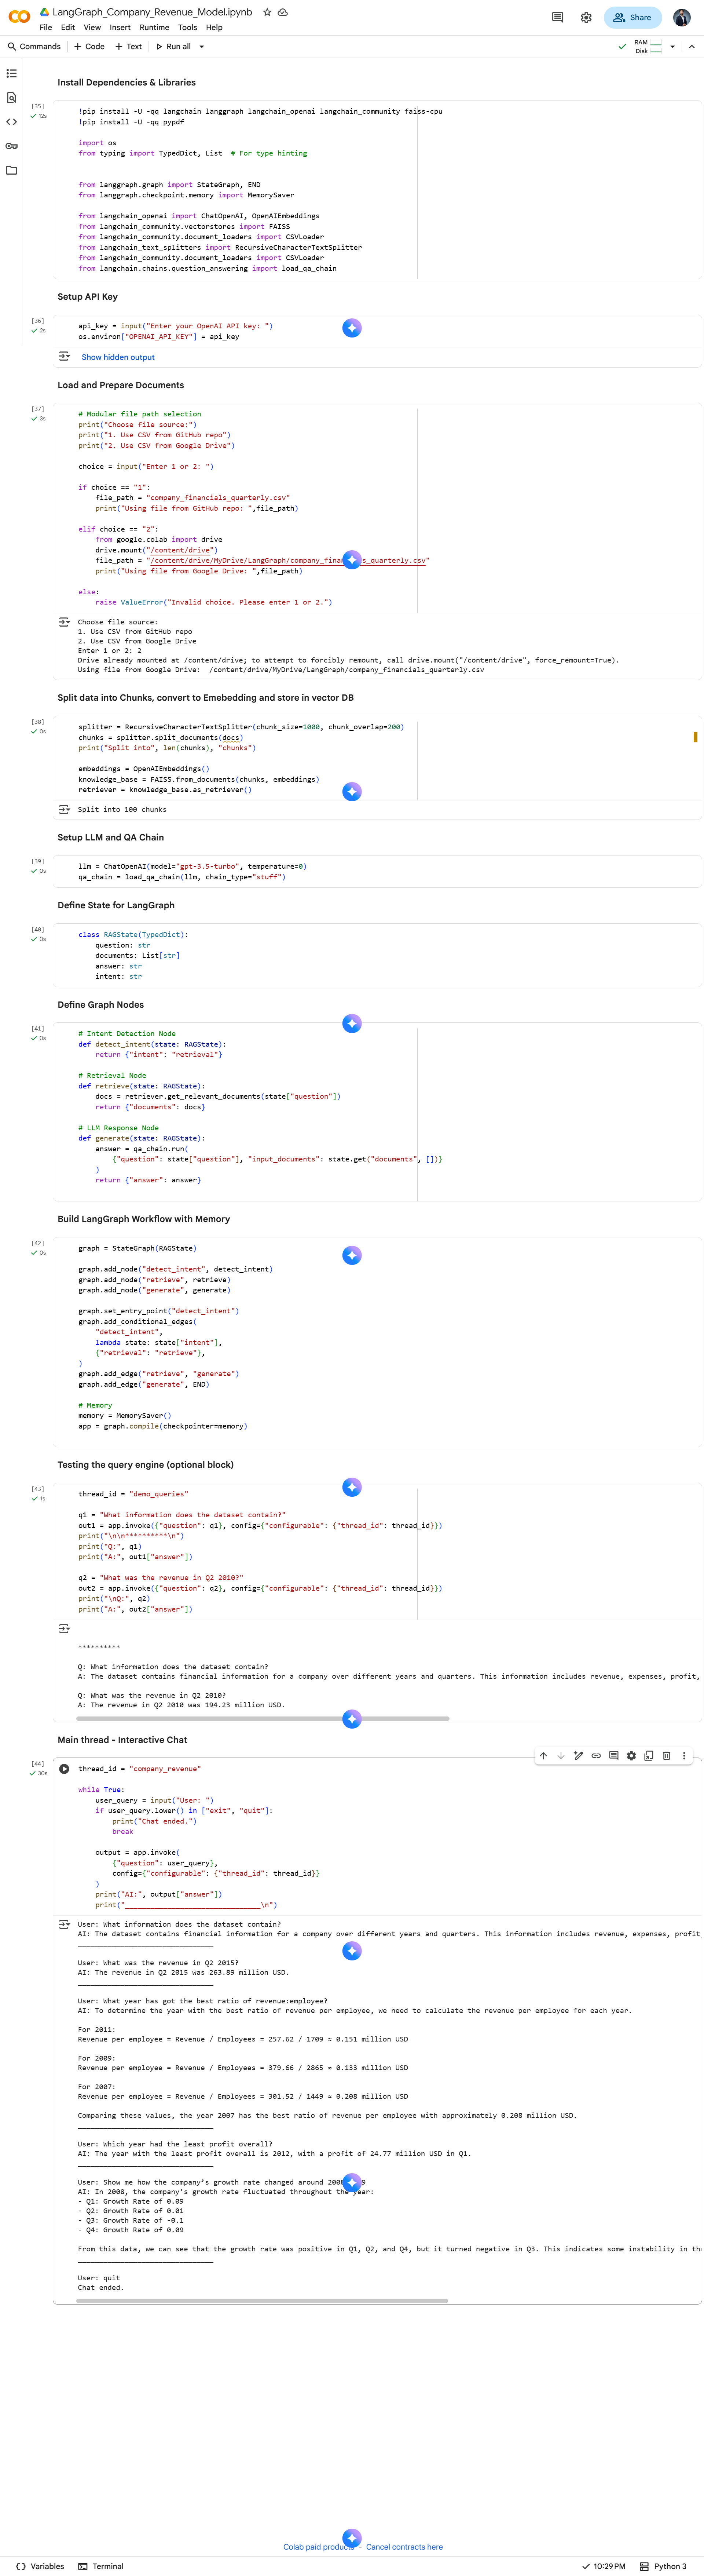 LangGraph_Company_Revenue_Model.ipynb
File Edit View Insert Runtime Tools Help
Share
Commands + Code + Text Run all
RAM
Disk
Install Dependencies & Libraries
[35]
12s
!pip install -U -qq langchain langgraph langchain_openai langchain_community faiss-cpu
!pip install -U -qq pypdf
import os
from typing import TypedDict, List # For type hinting
from langgraph.graph import StateGraph, END
from langgraph.checkpoint.memory import MemorySaver
from langchain_openai import ChatOpenAI, OpenAIEmbeddings
from langchain_community.vectorstores import FAISS
from langchain_community.document_loaders import CSVLoader
from langchain_text_splitters import RecursiveCharacterTextSplitter
from langchain_community.document_loaders import CSVLoader
from langchain.chains.question_answering import load_qa_chain
Setup API Key
[36]
2s
api_key = input("Enter your OpenAI API key: ")
os.environ["OPENAI_API_KEY"] = api_key
Show hidden output
Load and Prepare Documents
[37]
3s
# Modular file path selection
print("Choose file source:")
print("1. Use CSV from GitHub repo")
print("2. Use CSV from Google Drive")
choice = input("Enter 1 or 2: ")
if choice == "1":
file_path = "company_financials_quarterly.csv"
print("Using file from GitHub repo: ",file_path)
elif choice == "2":
from google.colab import drive
drive.mount("/content/drive")
file_path = "/content/drive/MyDrive/LangGraph/company_financials_quarterly.csv"
print("Using file from Google Drive: ",file_path)
else:
raise ValueError("Invalid choice. Please enter 1 or 2.")
Choose file source:
1. Use CSV from GitHub repo
2. Use CSV from Google Drive
Enter 1 or 2: 2
Drive already mounted at /content/drive; to attempt to forcibly remount, call drive.mount("/content/drive", force_remount=True).
Using file from Google Drive:  /content/drive/MyDrive/LangGraph/company_financials_quarterly.csv
Split data into Chunks, convert to Emebedding and store in vector DB
[38]
0s
splitter = RecursiveCharacterTextSplitter(chunk_size=1000, chunk_overlap=200)
chunks = splitter.split_documents(docs)
print("Split into", len(chunks), "chunks")
embeddings = OpenAIEmbeddings()
knowledge_base = FAISS.from_documents(chunks, embeddings)
retriever = knowledge_base.as_retriever()
Split into 100 chunks
Setup LLM and QA Chain
[39]
0s
llm = ChatOpenAI(model="gpt-3.5-turbo", temperature=0)
qa_chain = load_qa_chain(llm, chain_type="stuff")
Define State for LangGraph
[40]
0s
class RAGState(TypedDict):
question: str
documents: List[str]
answer: str
intent: str
Define Graph Nodes
[41]
0s
# Intent Detection Node
def detect_intent(state: RAGState):
return {"intent": "retrieval"}
# Retrieval Node
def retrieve(state: RAGState):
docs = retriever.get_relevant_documents(state["question"])
return {"documents": docs}
# LLM Response Node
def generate(state: RAGState):
answer = qa_chain.run(
{"question": state["question"], "input_documents": state.get("documents", [])}
)
return {"answer": answer}
Build LangGraph Workflow with Memory
[42]
0s
graph = StateGraph(RAGState)
graph.add_node("detect_intent", detect_intent)
graph.add_node("retrieve", retrieve)
graph.add_node("generate", generate)
graph.set_entry_point("detect_intent")
graph.add_conditional_edges(
"detect_intent",
lambda state: state["intent"],
{"retrieval": "retrieve"},
)
graph.add_edge("retrieve", "generate")
graph.add_edge("generate", END)
# Memory
memory = MemorySaver()
app = graph.compile(checkpointer=memory)
Testing the query engine (optional block)
[43]
1s
thread_id = "demo_queries"
q1 = "What information does the dataset contain?"
out1 = app.invoke({"question": q1}, config={"configurable": {"thread_id": thread_id}})
print("\n\n**********\n")
print("Q:", q1)
print("A:", out1["answer"])
q2 = "What was the revenue in Q2 2010?"
out2 = app.invoke({"question": q2}, config={"configurable": {"thread_id": thread_id}})
print("\nQ:", q2)
print("A:", out2["answer"])
**********
Q: What information does the dataset contain?
A: The dataset contains financial information for a company over different years and quarters. This information includes revenue, expenses, profit,
Q: What was the revenue in Q2 2010?
A: The revenue in Q2 2010 was 194.23 million USD.
Main thread - Interactive Chat
[44]
30s
thread_id = "company_revenue"
while True:
user_query = input("User: ")
if user_query.lower() in ["exit", "quit"]:
print("Chat ended.")
break
output = app.invoke(
{"question": user_query},
config={"configurable": {"thread_id": thread_id}}
)
print("AI:", output["answer"])
print("________________________________\n")
User: What information does the dataset contain?
AI: The dataset contains financial information for a company over different years and quarters. This information includes revenue, expenses, profit
________________________________
User: What was the revenue in Q2 2015?
AI: The revenue in Q2 2015 was 263.89 million USD.
________________________________
User: What year has got the best ratio of revenue:employee?
AI: To determine the year with the best ratio of revenue per employee, we need to calculate the revenue per employee for each year.
For 2011:
Revenue per employee = Revenue / Employees = 257.62 / 1709 = 0.151 million USD
For 2009:
Revenue per employee = Revenue / Employees = 379.66 / 2865 = 0.133 million USD
For 2007:
Revenue per employee = Revenue / Employees = 301.52 / 1449 = 0.208 million USD
Comparing these values, the year 2007 has the best ratio of revenue per employee with approximately 0.208 million USD.
________________________________
User: Which year had the least profit overall?
AI: The year with the least profit overall is 2012, with a profit of 24.77 million USD in Q1.
________________________________
User: Show me how the company's growth rate changed around 200
AI: In 2008, the company's growth rate fluctuated throughout the year:
- Q1: Growth Rate of 0.09
- Q2: Growth Rate of 0.01
- Q3: Growth Rate of -0.1
- Q4: Growth Rate of 0.09
From this data, we can see that the growth rate was positive in Q1, Q2, and Q4, but it turned negative in Q3. This indicates some instability in the
________________________________
User: quit
Chat ended.
Colab paid products - Cancel contracts here
Variables Terminal 10:29 PM Python 3